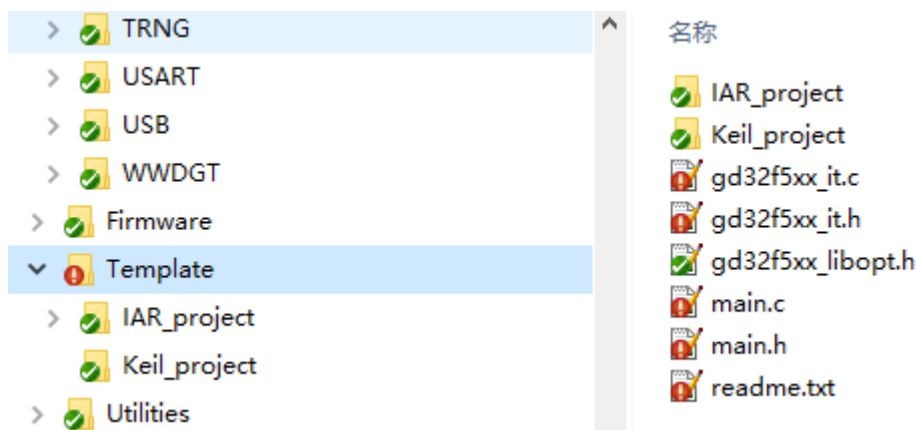 TRNG
USART
USB
WWDGT
Firmware
Template
IAR_project
Keil_project
Utilities
名称
IAR_project
Keil_project
gd32f5xx_it.c
gd32f5xx_it.h
gd32f5xx_libopt.h
main.c
main.h
readme.txt